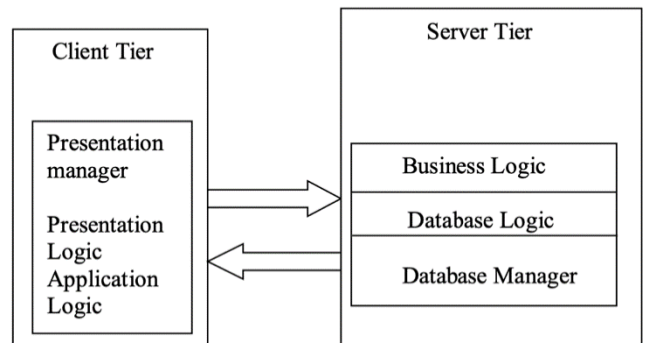 Client Tier
Presentation
manager
Presentation
Logic
Application
Logic
Server Tier
Business Logic
Database Logic
Database Manager